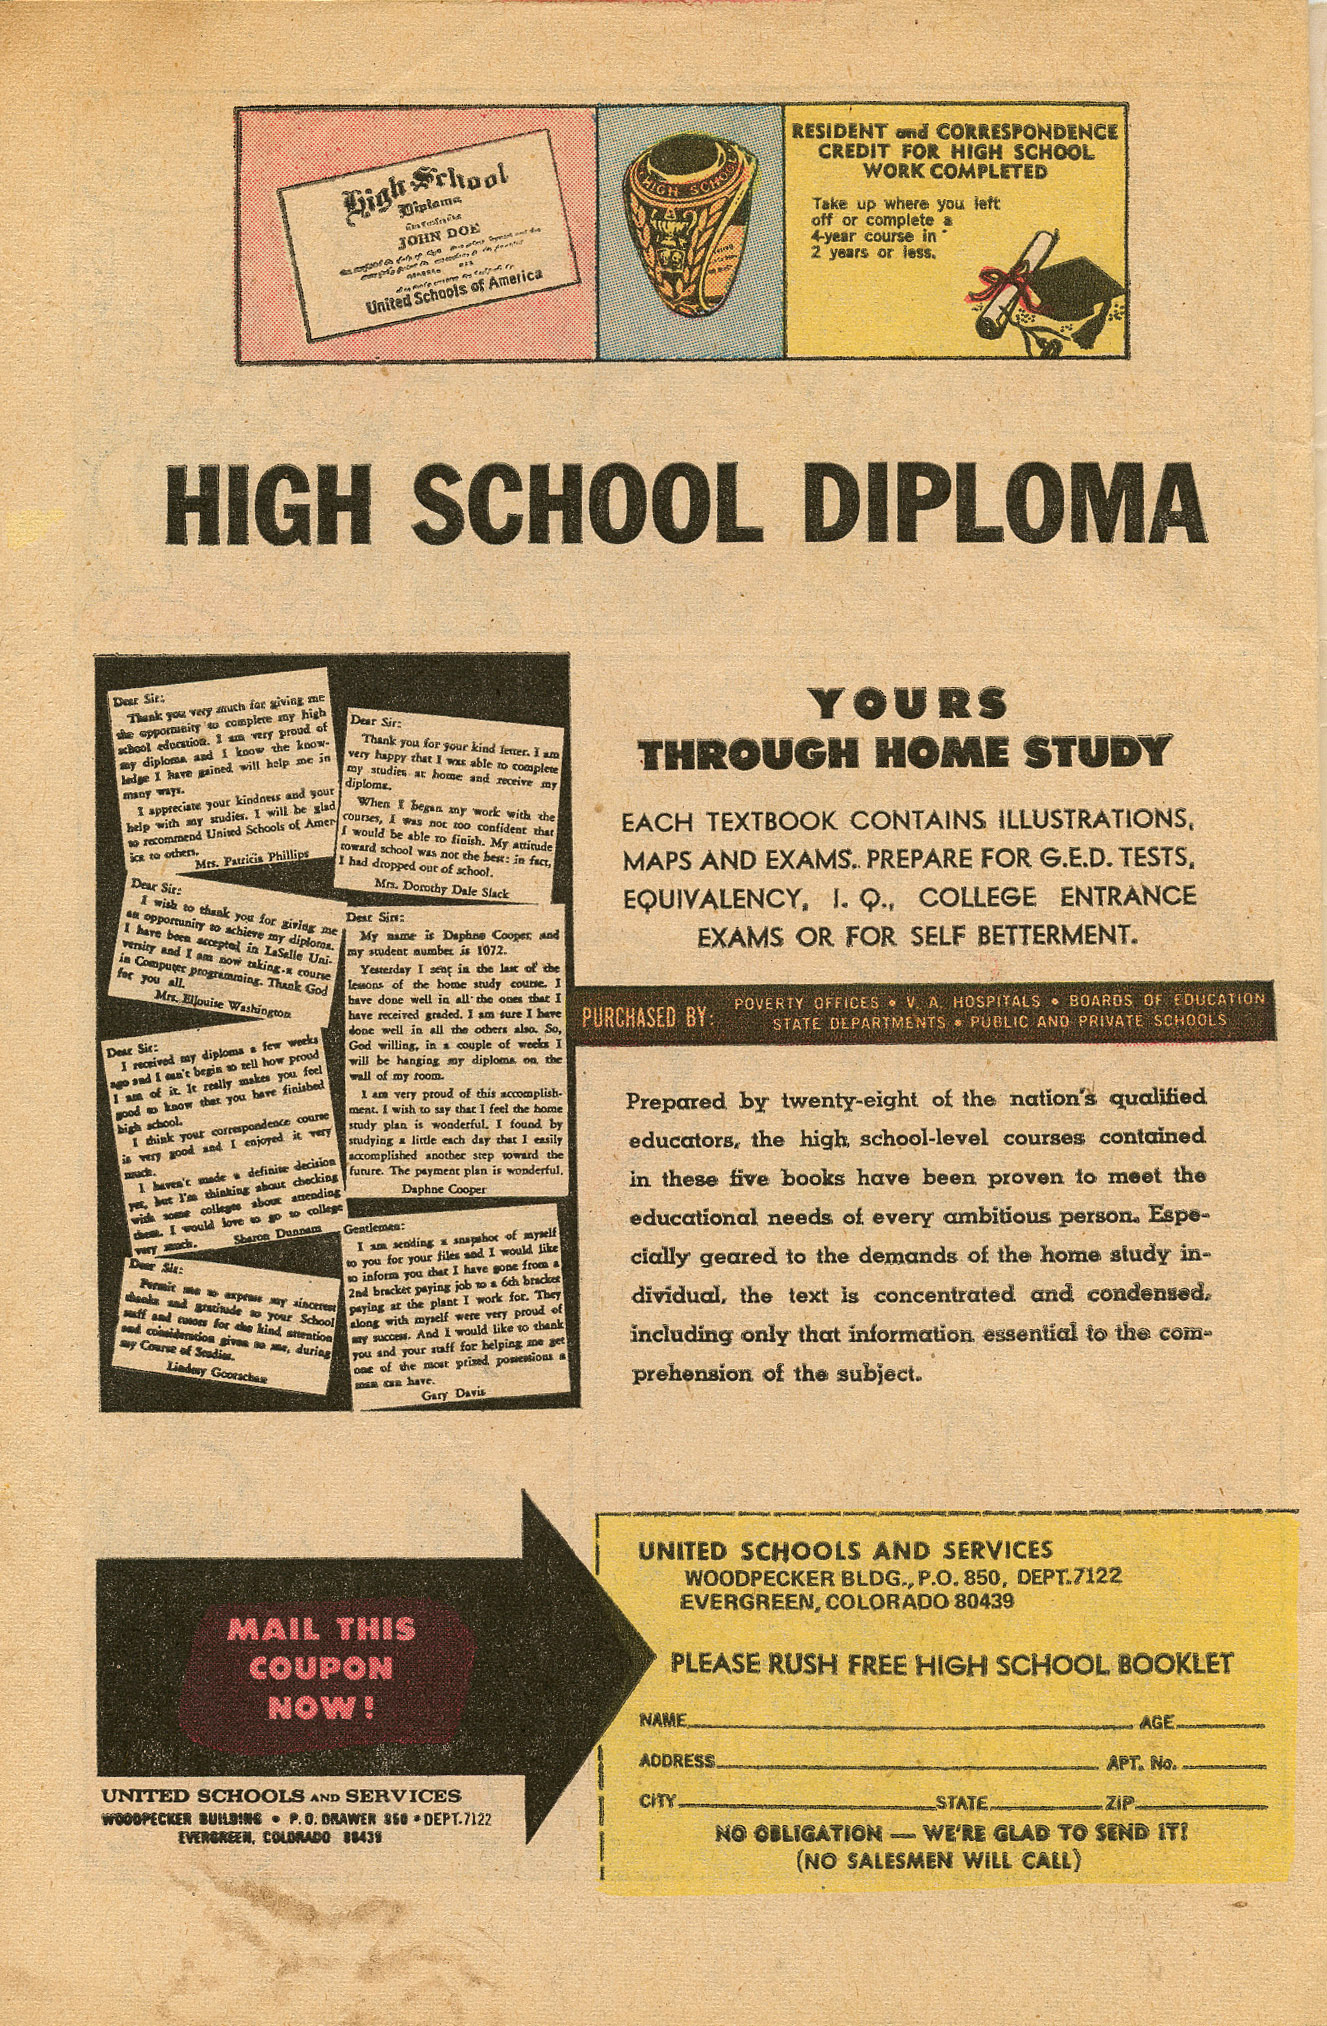 High School
Diploma
JOHN DOE
United Schools of America
HIGH SCHOOL
RESIDENT and CORRESPONDENCE
CREDIT FOR HIGH SCHOOL
WORK COMPLETED
Take up where you left
off or complete a
4-year course in
2 years or less.
HIGH SCHOOL DIPLOMA
Dear Sir:
Thank you very much for giving me
the opportunity to complete my high
school education. I am very proud of
my diploma and I know the know-
ledge I have gained will help me in
many ways.
I appreciate your kindness and your
help with my studies. I will be glad
to recommend United Schools of Amer-
ica to others.
Mrs. Patricia Phillips
Dear Sir:
Thank you for your kind letter. I am
very happy that I was able to complete
my studies at home and receive my
diploma.
When I began my work with the
courses, I was not too confident that
I would be able to finish. My attitude
toward school was not the best: in fact,
I had dropped out of school.
Mrs. Dorothy Dale Slack
Dear Sir:
I wish to thank you for giving me
an opportunity to achieve my diploma.
I have been accepted in LaSalle Uni-
versity and I am now taking a course
in Computer programming. Thank God
for you all.
Mrs. Ellouise Washington
Dear Sirs:
My name is Daphne Cooper, and
my student number is 1072.
Yesterday I sent in the last of the
lessons of the home study course. I
have done well in all the ones that I
have received graded. I am sure I have
done well in all the others also. So,
God willing, in a couple of weeks I
will be hanging my diploma on the
wall of my room.
I am very proud of this accomplish-
ment. I wish to say that I feel the home
study plan is wonderful. I found by
studying a little each day that I easily
accomplished another step toward the
future. The payment plan is wonderful.
Daphne Cooper
Dear Sir:
I received my diploma a few weeks
ago and I can't begin to tell how proud
I am of it. It really makes you feel
good to know that you have finished
high school.
I think your correspondence course
is very good and I enjoyed it very
much.
I haven't made a definite decision
yet, but I'm thinking about checking
with some colleges about attending
them. I would love to go to college
very much.
Sharon Dunnam
Dear Sir:
Permit me to express my sincerest
thanks and gratitude to your School
staff and tutors for the kind attention
and consideration given to me, during
my Course of Studies.
Lindsay Goorachan
Gentlemen:
I am sending a snapshot of myself
to you for your files and I would like
to inform you that I have gone from a
2nd bracket paying job to a 6th bracket
paying at the plant I work for. They
along with myself were very proud of
my success. And I would like to thank
you and your staff for helping me get
one of the most prized possessions a
man can have.
Gary Davis
YOURS
THROUGH HOME STUDY
EACH TEXTBOOK CONTAINS ILLUSTRATIONS,
MAPS AND EXAMS. PREPARE FOR G.E.D. TESTS,
EQUIVALENCY, I. Q., COLLEGE ENTRANCE
EXAMS OR FOR SELF BETTERMENT.
PURCHASED BY: POVERTY OFFICES • V. A. HOSPITALS • BOARDS OF EDUCATION
STATE DEPARTMENTS • PUBLIC AND PRIVATE SCHOOLS
Prepared by twenty-eight of the nation's qualified
educators, the high school-level courses contained
in these five books have been proven to meet the
educational needs of every ambitious person. Espe-
cially geared to the demands of the home study in-
dividual, the text is concentrated and condensed,
including only that information essential to the com-
prehension of the subject.
MAIL THIS
COUPON
NOW!
UNITED SCHOOLS AND SERVICES
WOODPECKER BUILDING • P.O. DRAWER 850 • DEPT.7122
EVERGREEN, COLORADO 80439
UNITED SCHOOLS AND SERVICES
WOODPECKER BLDG., P.O. 850, DEPT.7122
EVERGREEN, COLORADO 80439
PLEASE RUSH FREE HIGH SCHOOL BOOKLET
NAME AGE
ADDRESS APT. No.
CITY STATE ZIP
NO OBLIGATION — WE'RE GLAD TO SEND IT!
(NO SALESMEN WILL CALL)